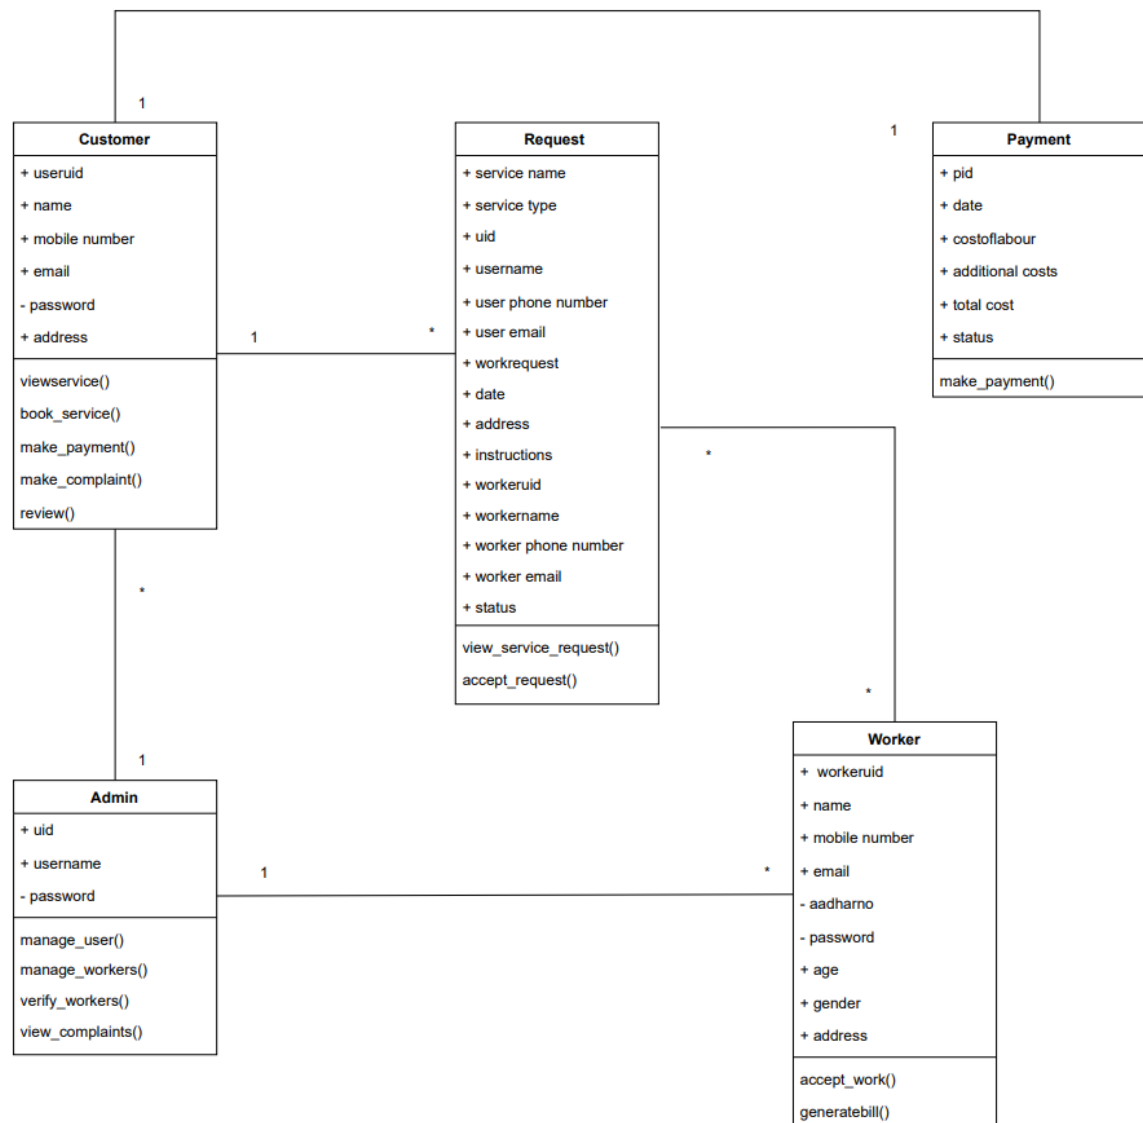 1
1
Customer
+ useruid
+ name
+ mobile number
+ email
- password
+ address
viewservice()
book_service()
make_payment()
make_complaint()
review()
1
*
Request
+ service name
+ service type
+ uid
+ username
+ user phone number
+ user email
+ workrequest
+ date
+ address
+ instructions
+ workeruid
+ workername
+ worker phone number
+ worker email
+ status
view_service_request()
accept_request()
Payment
+ pid
+ date
+ costoflabour
+ additional costs
+ total cost
+ status
make_payment()
*
*
*
1
Admin
+ uid
+ username
- password
manage_user()
manage_workers()
verify_workers()
view_complaints()
1
*
Worker
+ workeruid
+ name
+ mobile number
+ email
- aadharno
- password
+ age
+ gender
+ address
accept_work()
generatebill()